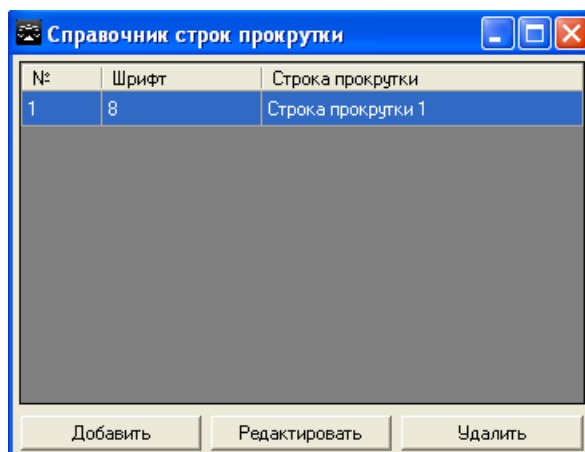 Справочник строк прокрутки
№ Шрифт Строка прокрутки
1 8 Строка прокрутки 1
Добавить Редактировать Удалить